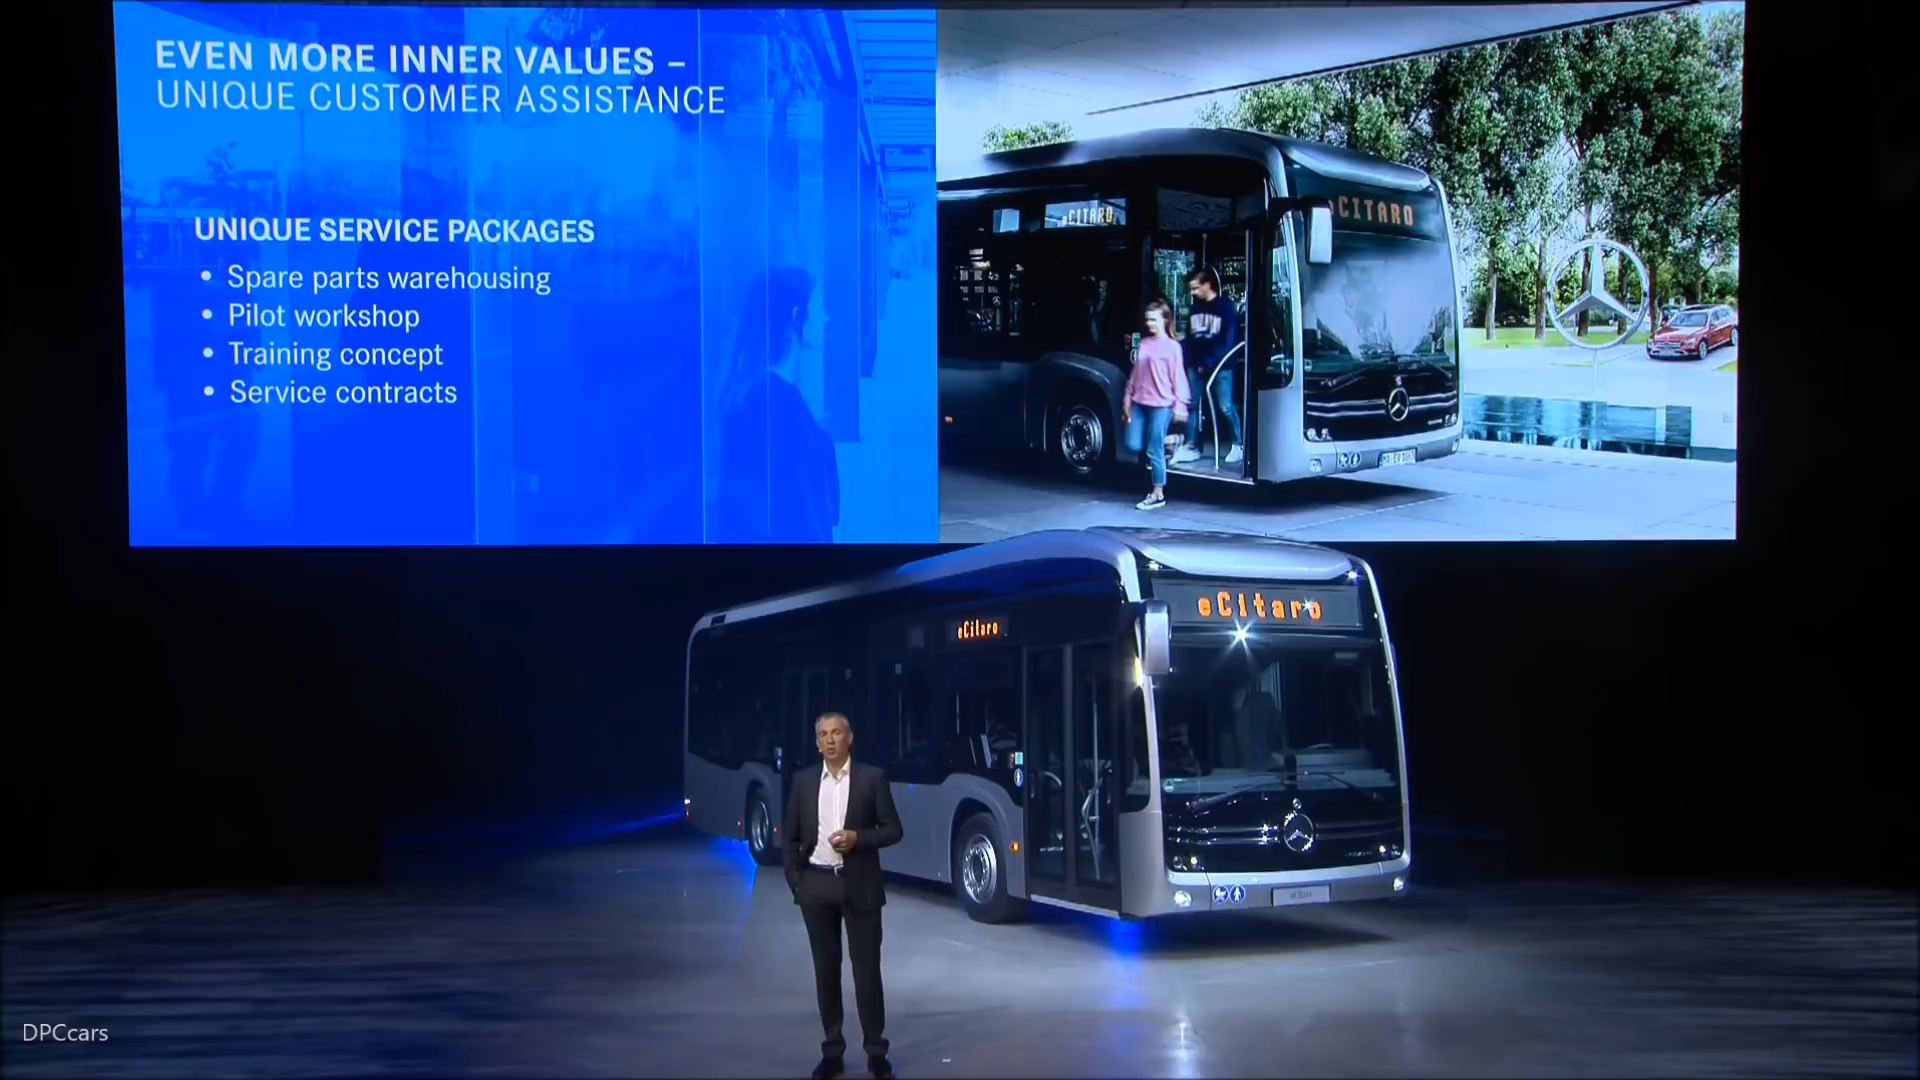 EVEN MORE INNER VALUES –
UNIQUE CUSTOMER ASSISTANCE
UNIQUE SERVICE PACKAGES
• Spare parts warehousing
• Pilot workshop
• Training concept
• Service contracts
eCITARO
eCITARO
eCitaro
eCitaro
DPCcars